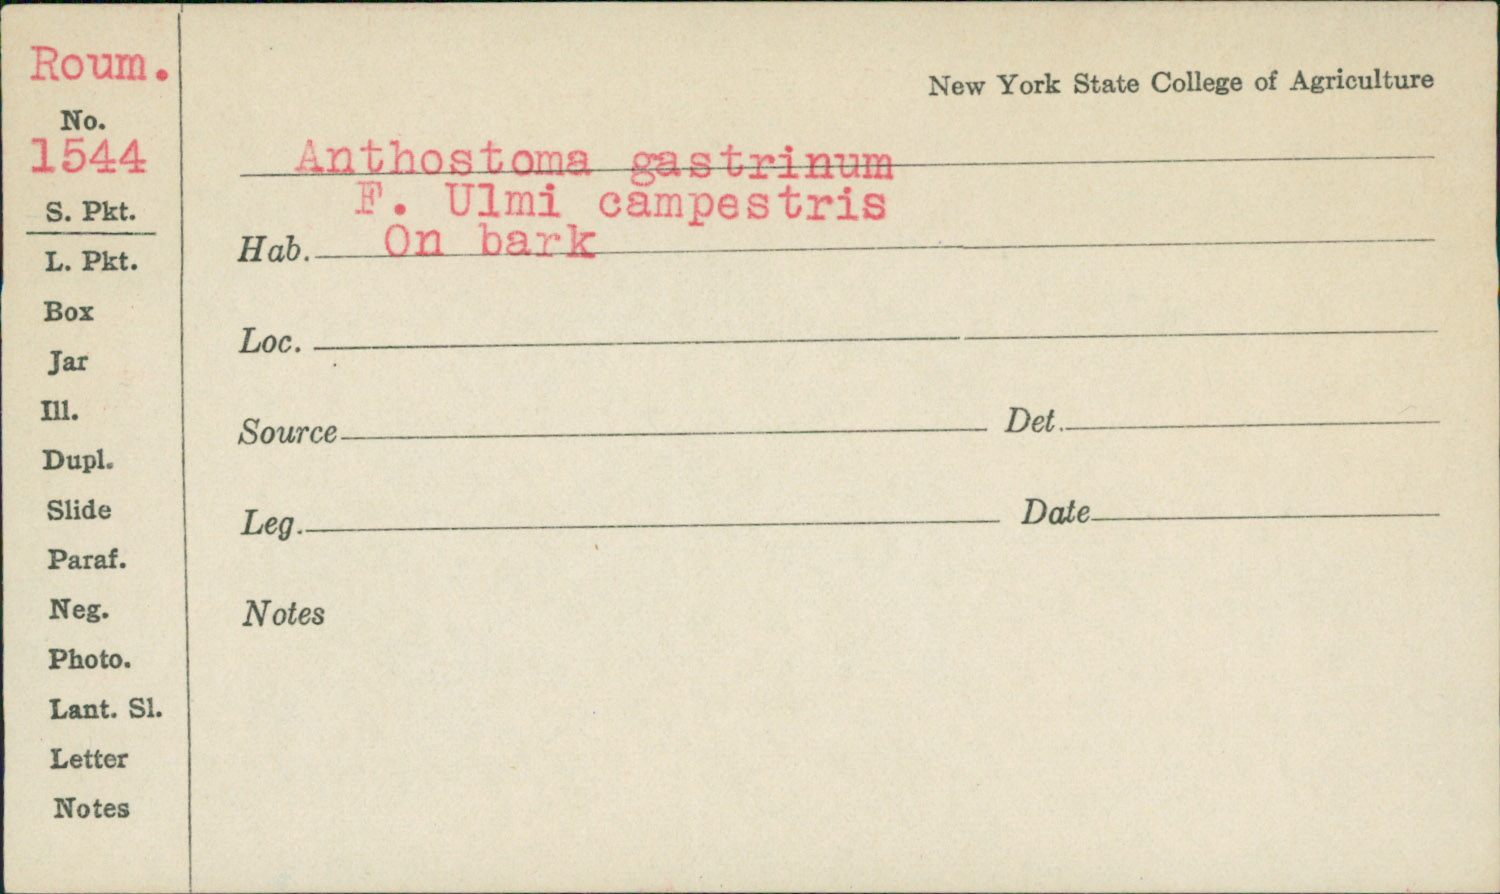 Roum.
No.
1544
S. Pkt.
L. Pkt.
Box
Jar
Ill.
Dupl.
Slide
Paraf.
Neg.
Photo.
Lant. Sl.
Letter
Notes
New York State College of Agriculture
Anthostoma gastrinum
F. Ulmi campestris
Hab. On bark
Loc.
Source Det.
Leg. Date
Notes